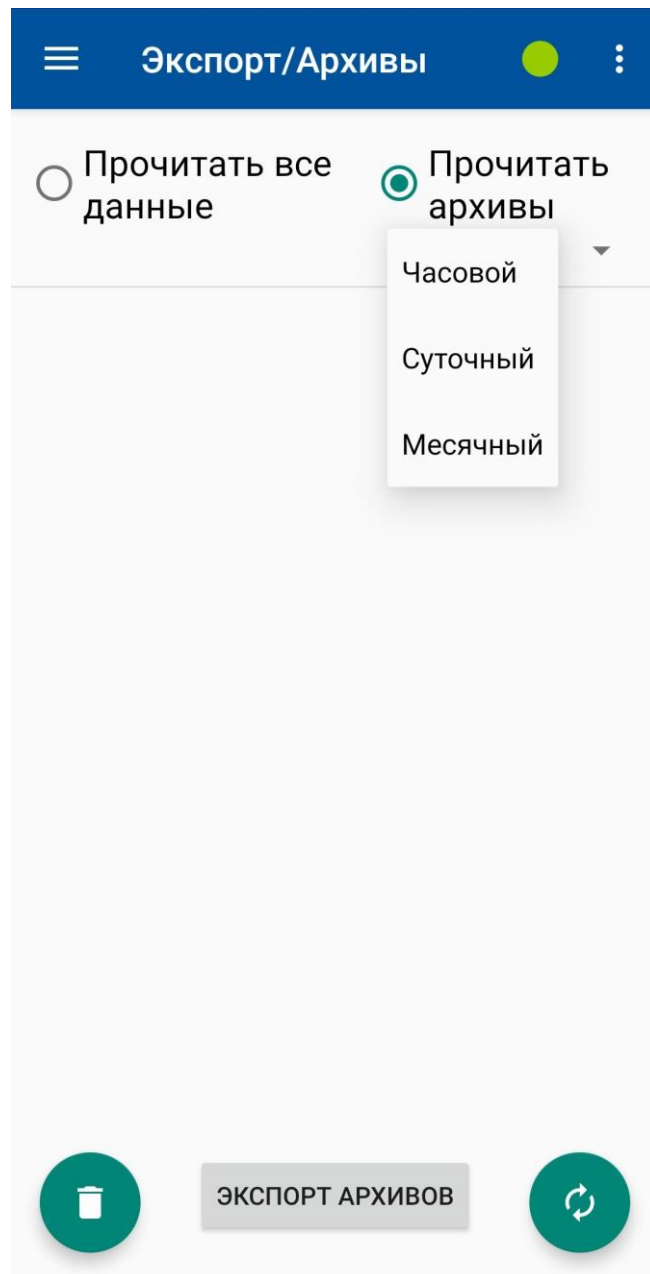 Экспорт/Архивы
Прочитать все
данные
Прочитать
архивы
Часовой
Суточный
Месячный
ЭКСПОРТ АРХИВОВ